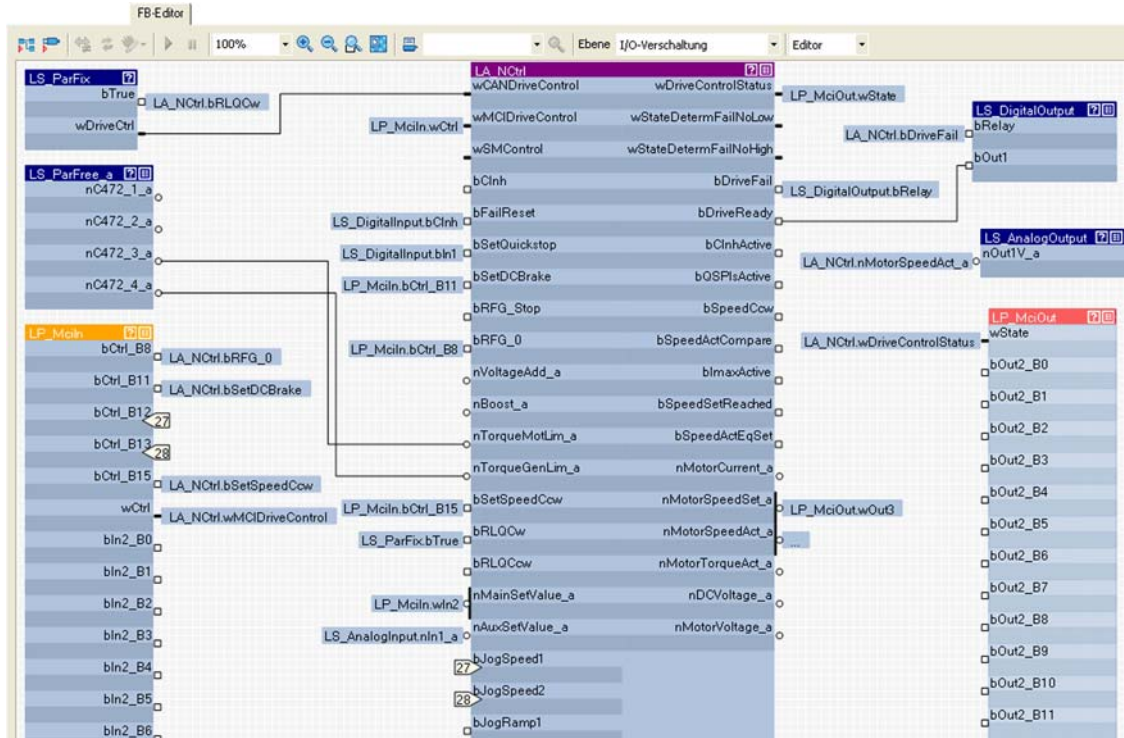 FB-Editor
100%
Ebene I/O-Verschaltung Editor
LS_ParFix
bTrue
LA_NCtrl.bRLQCw
wDriveCtrl
LS_ParFree_a
nC472_1_a
nC472_2_a
nC472_3_a
nC472_4_a
LP_MciIn
bCtrl_B8
LA_NCtrl.bRFG_0
bCtrl_B11
LA_NCtrl.bSetDCBrake
bCtrl_B12
27
bCtrl_B13
28
bCtrl_B15
LA_NCtrl.bSetSpeedCcw
wCtrl
LA_NCtrl.wMCIDriveControl
bIn2_B0
bIn2_B1
bIn2_B2
bIn2_B3
bIn2_B4
bIn2_B5
bIn2_B6
LA_NCtrl
wCANDriveControl wDriveControlStatus
LP_MciOut.wState
LP_MciIn.wCtrl
wMCIDriveControl wStateDetermFailNoLow
wSMControl wStateDetermFailNoHigh
bCInh bDriveFail
LS_DigitalOutput.bRelay
LS_DigitalInput.bCInh
bFailReset bDriveReady
LS_DigitalInput.bIn1
bSetQuickstop bCInhActive
LP_MciIn.bCtrl_B11
bSetDCBrake bQSPIsActive
bRFG_Stop bSpeedCcw
LP_MciIn.bCtrl_B8
bRFG_0 bSpeedActCompare
nVoltageAdd_a bImaxActive
nBoost_a bSpeedSetReached
nTorqueMotLim_a bSpeedActEqSet
nTorqueGenLim_a nMotorCurrent_a
LP_MciIn.bCtrl_B15
bSetSpeedCcw nMotorSpeedSet_a
LP_MciOut.wOut3
LS_ParFix.bTrue
bRLQCw nMotorSpeedAct_a
...
bRLQCcw nMotorTorqueAct_a
LP_MciIn.wIn2
nMainSetValue_a nDCVoltage_a
LS_AnalogInput.nIn1_a
nAuxSetValue_a nMotorVoltage_a
27
bJogSpeed1
28
bJogSpeed2
bJogRamp1
LS_DigitalOutput
LA_NCtrl.bDriveFail
bRelay
bOut1
LS_AnalogOutput
LA_NCtrl.nMotorSpeedAct_a
nOut1V_a
LP_MciOut
LA_NCtrl.wDriveControlStatus
wState
bOut2_B0
bOut2_B1
bOut2_B2
bOut2_B3
bOut2_B4
bOut2_B5
bOut2_B6
bOut2_B7
bOut2_B8
bOut2_B9
bOut2_B10
bOut2_B11